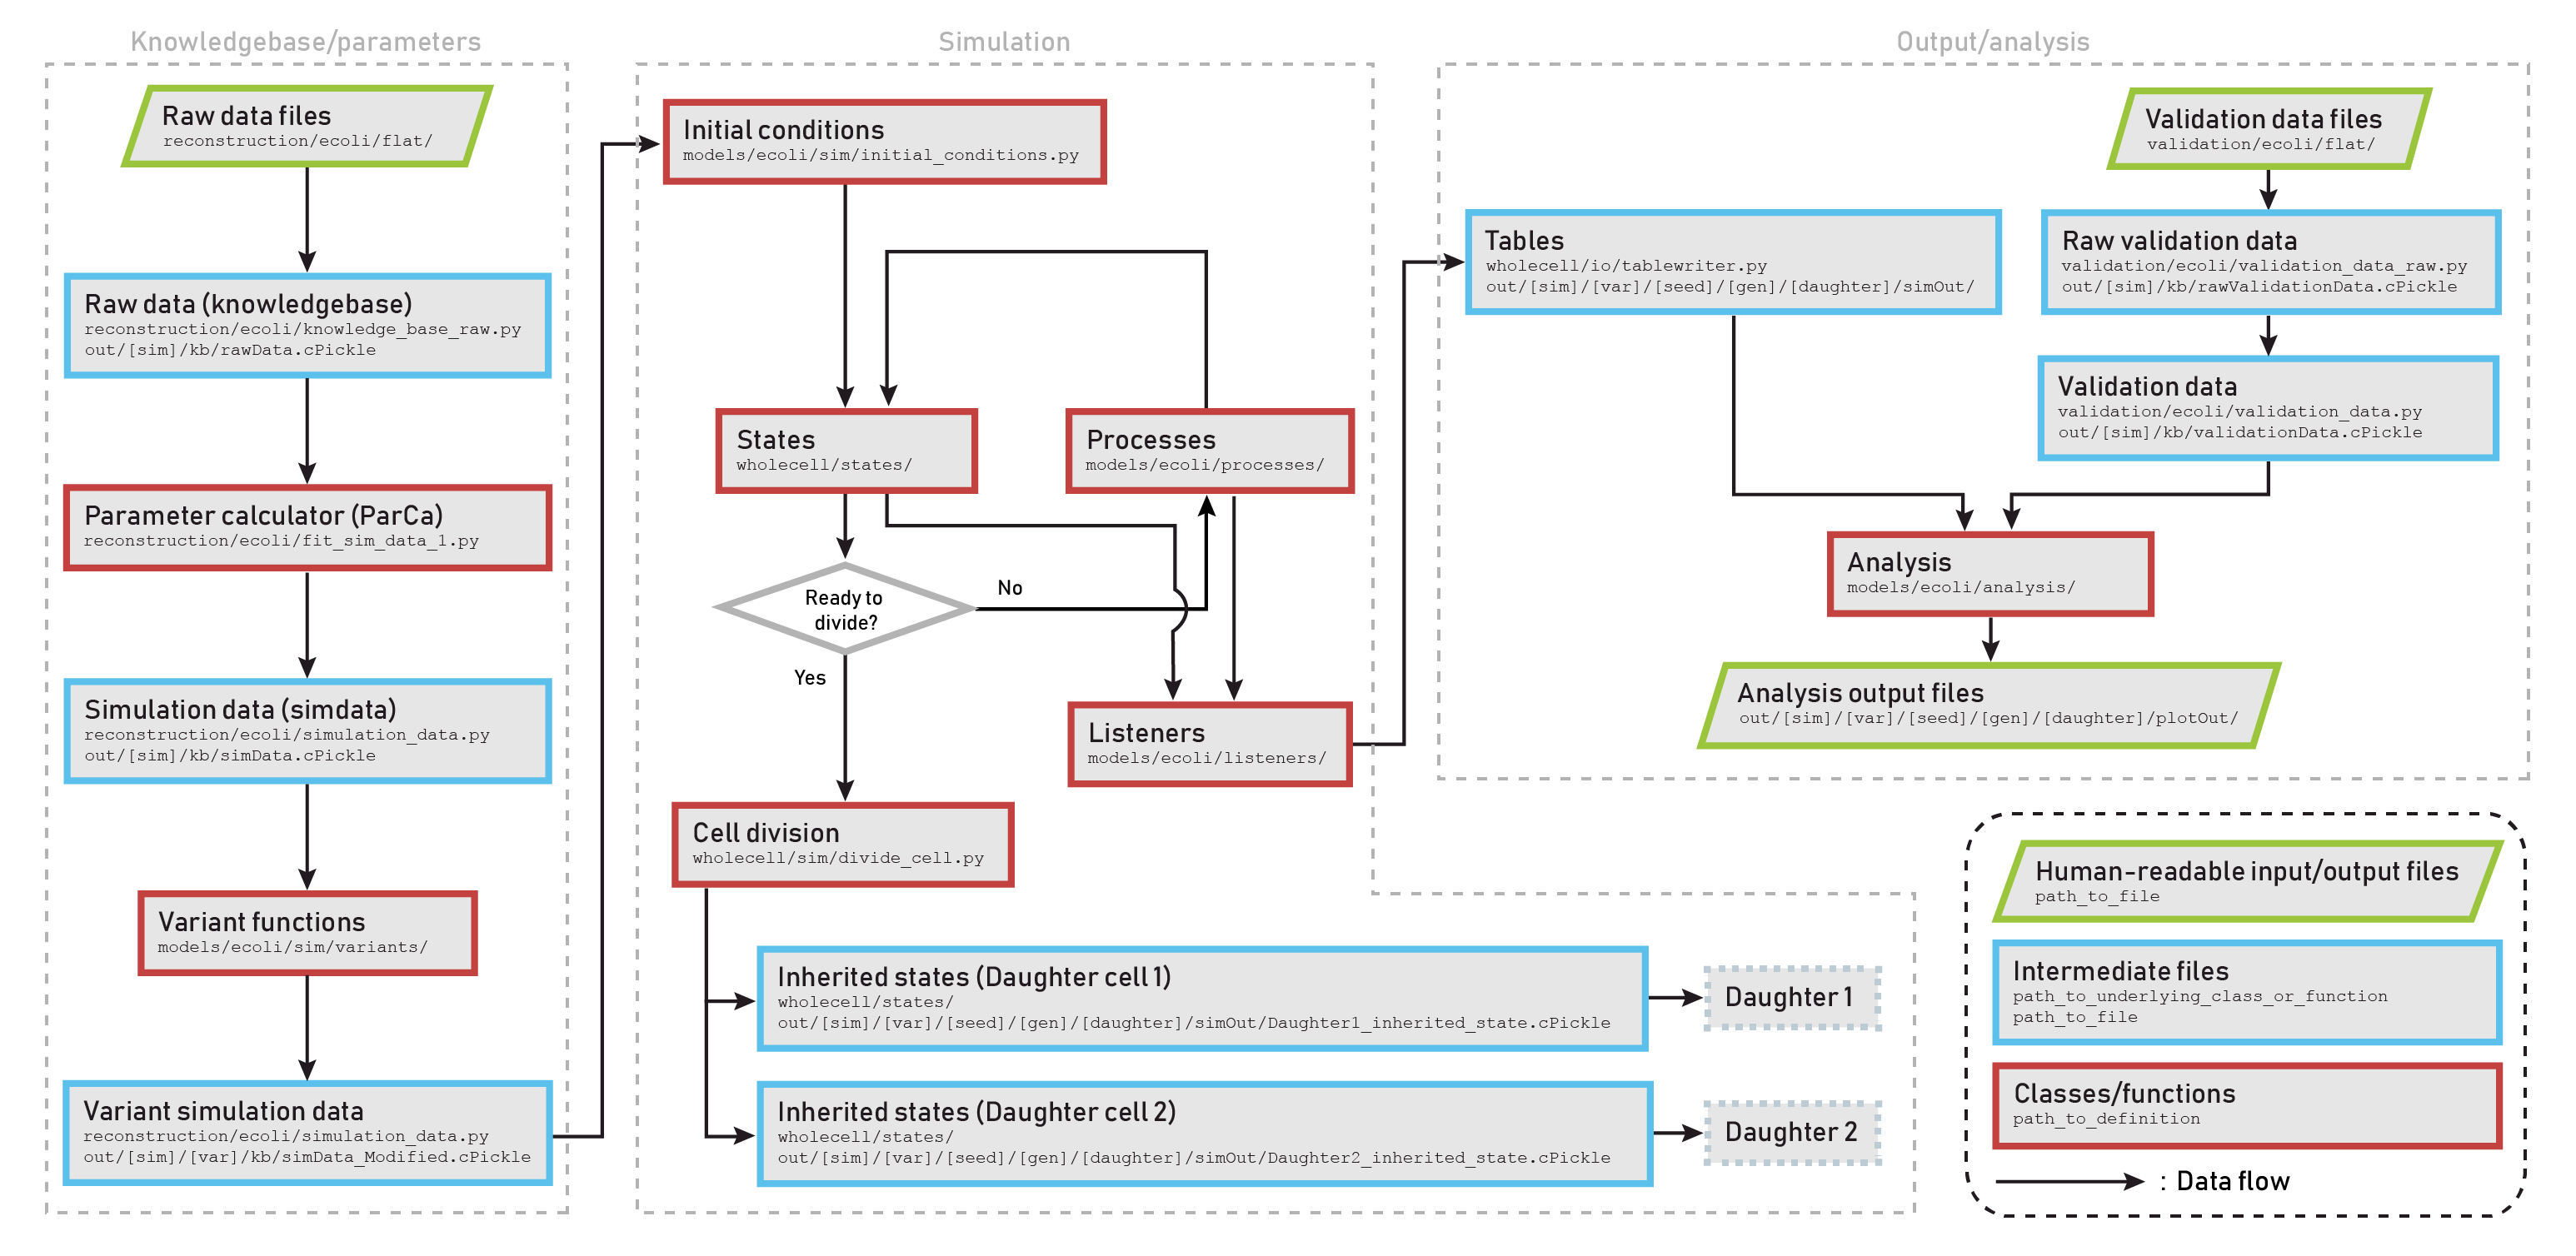 Knowledgebase/parameters
Raw data files
reconstruction/ecoli/flat/
Raw data (knowledgebase)
reconstruction/ecoli/knowledge_base_raw.py
out/[sim]/kb/rawData.cPickle
Parameter calculator (ParCa)
reconstruction/ecoli/fit_sim_data_1.py
Simulation data (simdata)
reconstruction/ecoli/simulation_data.py
out/[sim]/kb/simData.cPickle
Variant functions
models/ecoli/sim/variants/
Variant simulation data
reconstruction/ecoli/simulation_data.py
out/[sim]/[var]/kb/simData_Modified.cPickle
Simulation
Initial conditions
models/ecoli/sim/initial_conditions.py
States
wholecell/states/
Processes
models/ecoli/processes/
Ready to
divide?
No
Yes
Listeners
models/ecoli/listeners/
Cell division
wholecell/sim/divide_cell.py
Inherited states (Daughter cell 1)
wholecell/states/
out/[sim]/[var]/[seed]/[gen]/[daughter]/simOut/Daughter1_inherited_state.cPickle
Daughter 1
Inherited states (Daughter cell 2)
wholecell/states/
out/[sim]/[var]/[seed]/[gen]/[daughter]/simOut/Daughter2_inherited_state.cPickle
Daughter 2
Output/analysis
Validation data files
validation/ecoli/flat/
Tables
wholecell/io/tablewriter.py
out/[sim]/[var]/[seed]/[gen]/[daughter]/simOut/
Raw validation data
validation/ecoli/validation_data_raw.py
out/[sim]/kb/rawValidationData.cPickle
Validation data
validation/ecoli/validation_data.py
out/[sim]/kb/validationData.cPickle
Analysis
models/ecoli/analysis/
Analysis output files
out/[sim]/[var]/[seed]/[gen]/[daughter]/plotOut/
Human-readable input/output files
path_to_file
Intermediate files
path_to_underlying_class_or_function
path_to_file
Classes/functions
path_to_definition
: Data flow